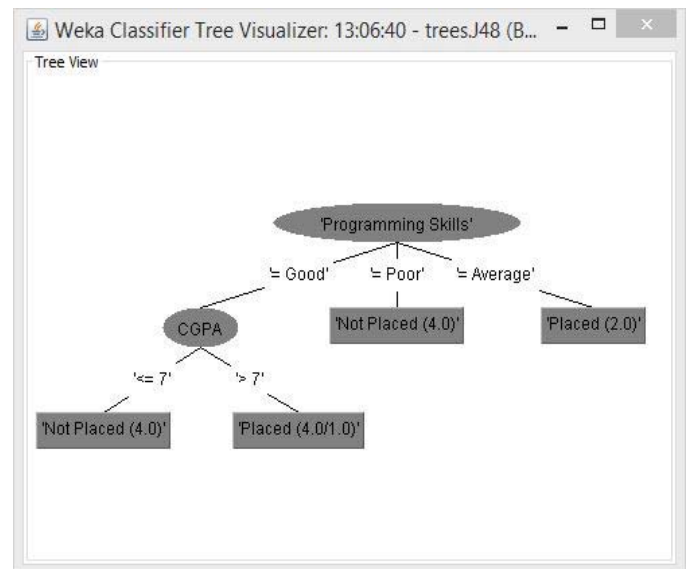 Weka Classifier Tree Visualizer: 13:06:40 - trees.J48 (B...
Tree View
'Programming Skills'
'= Good' '= Poor' '= Average'
CGPA 'Not Placed (4.0)' 'Placed (2.0)'
'<= 7' '> 7'
'Not Placed (4.0)' 'Placed (4.0/1.0)'